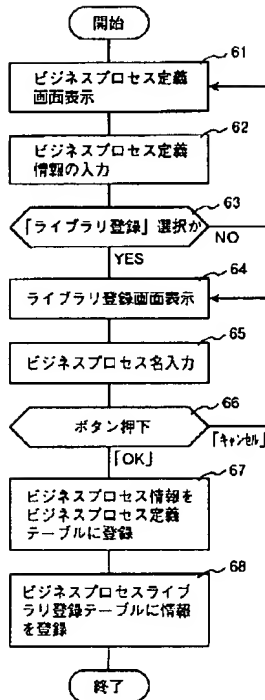 開始
61
ビジネスプロセス定義
画面表示
62
ビジネスプロセス定義
情報の入力
63
「ライブラリ登録」選択か
NO
YES
64
ライブラリ登録画面表示
65
ビジネスプロセス名入力
66
ボタン押下
「キャンセル」
「OK」
67
ビジネスプロセス情報を
ビジネスプロセス定義
テーブルに登録
68
ビジネスプロセスライブ
ラリ登録テーブルに情報
を登録
終了